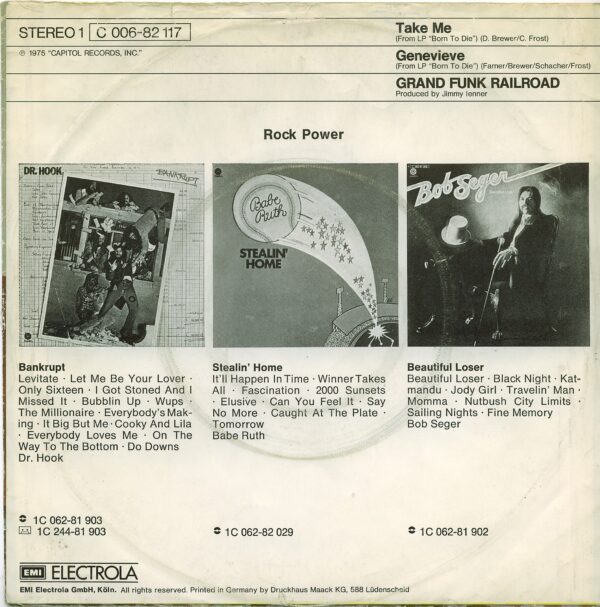 STEREO 1 C 006-82 117
℗ 1975 "CAPITOL RECORDS, INC."
Take Me
(From LP "Born To Die") (D. Brewer/C. Frost)
Genevieve
(From LP "Born To Die") (Farner/Brewer/Schacher/Frost)
GRAND FUNK RAILROAD
Produced by Jimmy Ienner
Rock Power
DR. HOOK
BANKRUPT
Babe
Ruth
STEALIN'
HOME
Bob Seger
Bankrupt
Levitate · Let Me Be Your Lover ·
Only Sixteen · I Got Stoned And I
Missed It · Bubblin Up · Wups ·
The Millionaire · Everybody's Mak-
ing · It Big But Me · Cooky And Lila
· Everybody Loves Me · On The
Way To The Bottom · Do Downs
Dr. Hook
1C 062-81 903
1C 244-81 903
Stealin' Home
It'll Happen In Time · Winner Takes
All · Fascination · 2000 Sunsets
· Elusive · Can You Feel It · Say
No More · Caught At The Plate ·
Tomorrow
Babe Ruth
1C 062-82 029
Beautiful Loser
Beautiful Loser · Black Night · Kat-
mandu · Jody Girl · Travelin' Man ·
Momma · Nutbush City Limits ·
Sailing Nights · Fine Memory
Bob Seger
1C 062-81 902
EMI ELECTROLA
EMI Electrola GmbH, Köln. All rights reserved. Printed in Germany by Druckhaus Maack KG, 588 Lüdenscheid